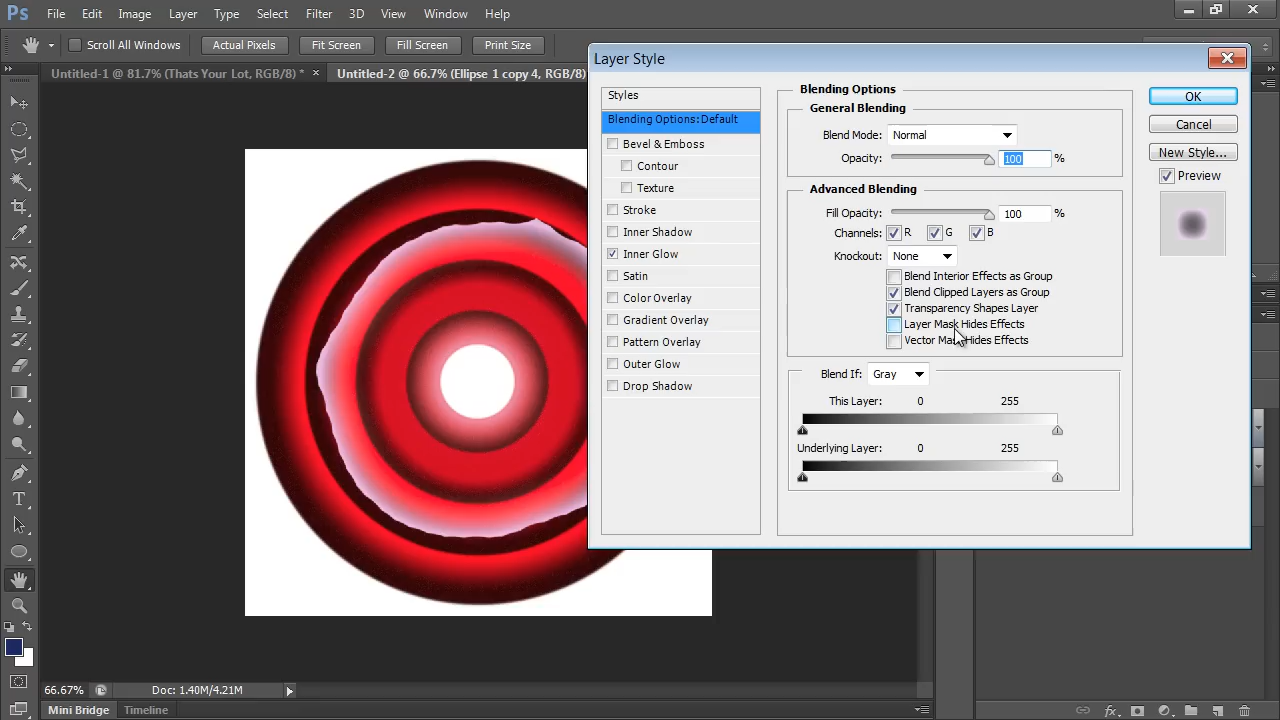 Ps File Edit Image Layer Type Select Filter 3D View Window Help
Scroll All Windows Actual Pixels Fit Screen Fill Screen Print Size
Untitled-1 @ 81.7% (Thats Your Lot, RGB/8) * × Untitled-2 @ 66.7% (Ellipse 1 copy 4, RGB/8)
Layer Style
Styles
Blending Options:Default
Bevel & Emboss
Contour
Texture
Stroke
Inner Shadow
Inner Glow
Satin
Color Overlay
Gradient Overlay
Pattern Overlay
Outer Glow
Drop Shadow
Blending Options
General Blending
Blend Mode: Normal
Opacity: 100 %
Advanced Blending
Fill Opacity: 100 %
Channels: R G B
Knockout: None
Blend Interior Effects as Group
Blend Clipped Layers as Group
Transparency Shapes Layer
Layer Mask Hides Effects
Vector Mask Hides Effects
Blend If: Gray
This Layer: 0 255
Underlying Layer: 0 255
OK
Cancel
New Style...
Preview
66.67% Doc: 1.40M/4.21M
Mini Bridge Timeline